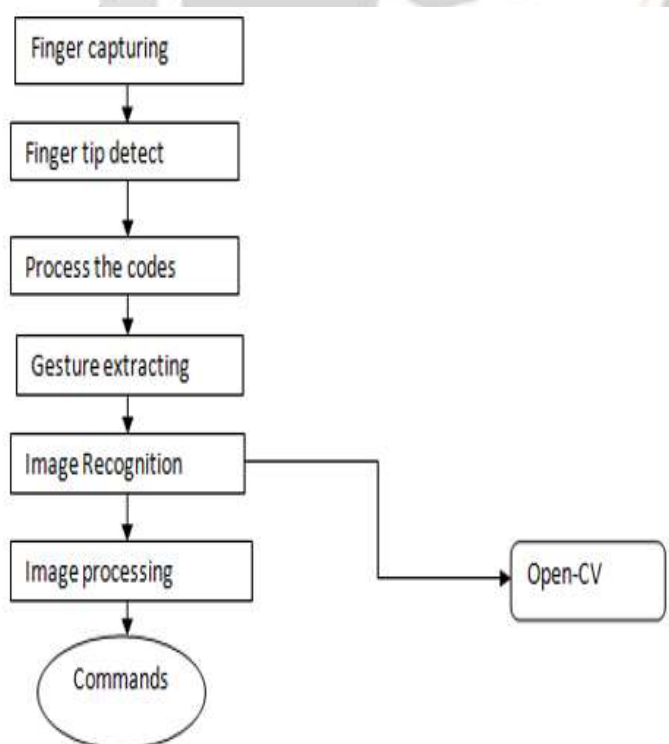 Finger capturing
Finger tip detect
Process the codes
Gesture extracting
Image Recognition
Image processing
Open-CV
Commands